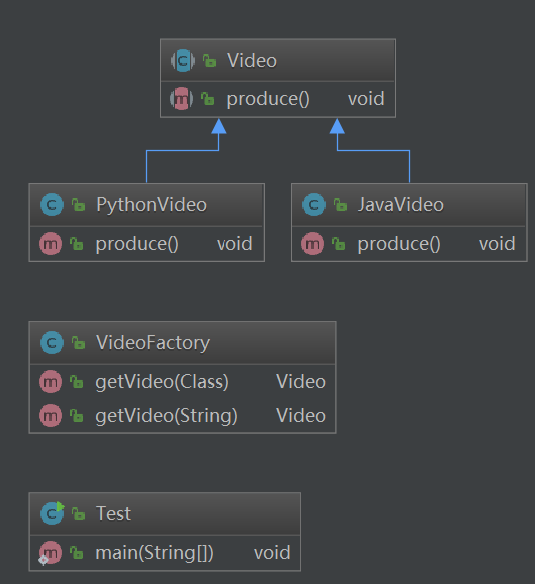 Video
produce() void
PythonVideo
produce() void
JavaVideo
produce() void
VideoFactory
getVideo(Class) Video
getVideo(String) Video
Test
main(String[]) void